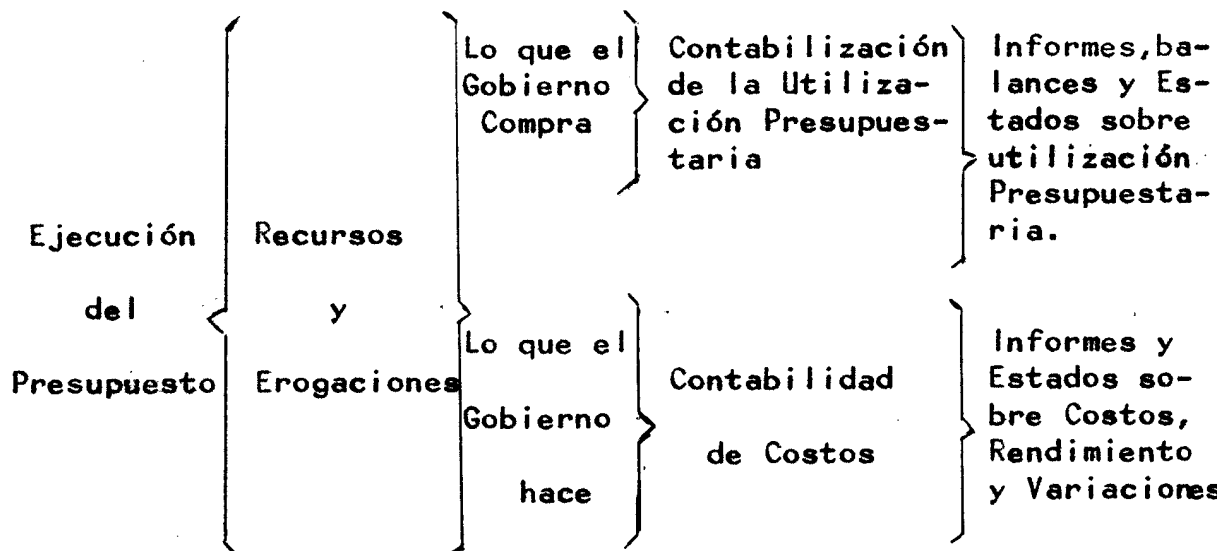 Ejecución
del
Presupuesto
Recursos
y
Erogaciones
Lo que el
Gobierno
Compra
Contabilización
de la Utiliza-
ción Presupues-
taria
Informes,ba-
lances y Es-
tados sobre
utilización
Presupuesta-
ria.
Lo que el
Gobierno
hace
Contabilidad
de Costos
Informes y
Estados so-
bre Costos,
Rendimiento
y Variaciones